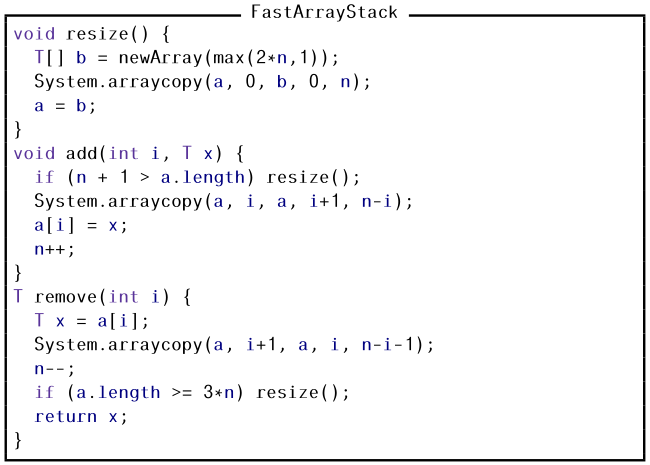 FastArrayStack
void resize() {
  T[] b = newArray(max(2*n,1));
  System.arraycopy(a, 0, b, 0, n);
  a = b;
}
void add(int i, T x) {
  if (n + 1 > a.length) resize();
  System.arraycopy(a, i, a, i+1, n-i);
  a[i] = x;
  n++;
}
T remove(int i) {
  T x = a[i];
  System.arraycopy(a, i+1, a, i, n-i-1);
  n--;
  if (a.length >= 3*n) resize();
  return x;
}